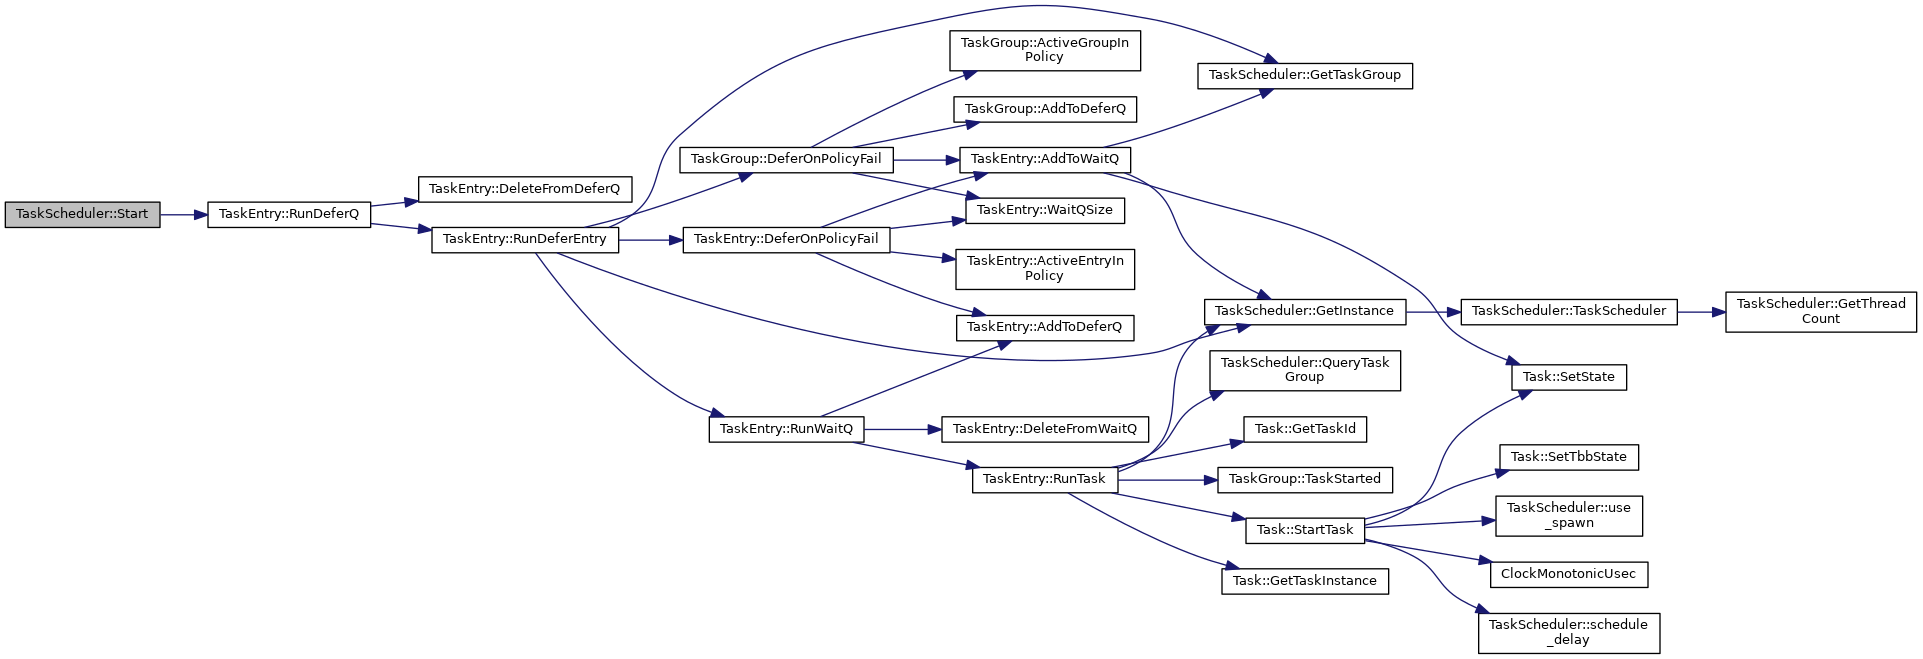 TaskScheduler::Start
TaskEntry::RunDeferQ
TaskEntry::DeleteFromDeferQ
TaskEntry::RunDeferEntry
TaskGroup::DeferOnPolicyFail
TaskEntry::DeferOnPolicyFail
TaskEntry::RunWaitQ
TaskGroup::ActiveGroupIn
Policy
TaskGroup::AddToDeferQ
TaskEntry::AddToWaitQ
TaskEntry::WaitQSize
TaskEntry::ActiveEntryIn
Policy
TaskEntry::AddToDeferQ
TaskEntry::DeleteFromWaitQ
TaskEntry::RunTask
TaskScheduler::GetTaskGroup
TaskScheduler::GetInstance
TaskScheduler::QueryTask
Group
Task::GetTaskId
TaskGroup::TaskStarted
Task::StartTask
Task::GetTaskInstance
TaskScheduler::TaskScheduler
Task::SetState
Task::SetTbbState
TaskScheduler::use
_spawn
ClockMonotonicUsec
TaskScheduler::schedule
_delay
TaskScheduler::GetThread
Count